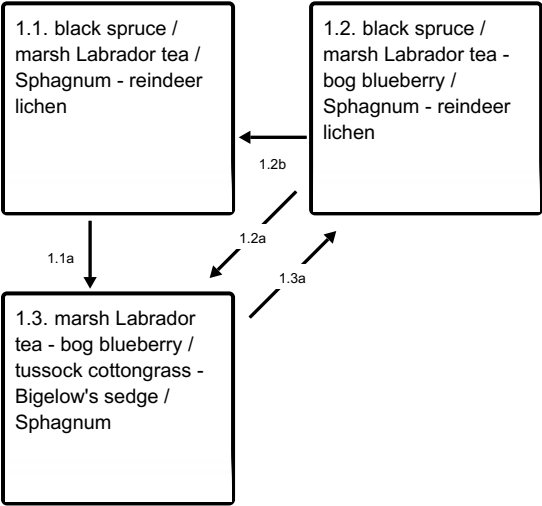 1.1. black spruce /
marsh Labrador tea /
Sphagnum - reindeer
lichen
1.2. black spruce /
marsh Labrador tea -
bog blueberry /
Sphagnum - reindeer
lichen
1.2b
1.2a
1.1a
1.3a
1.3. marsh Labrador
tea - bog blueberry /
tussock cottongrass -
Bigelow's sedge /
Sphagnum